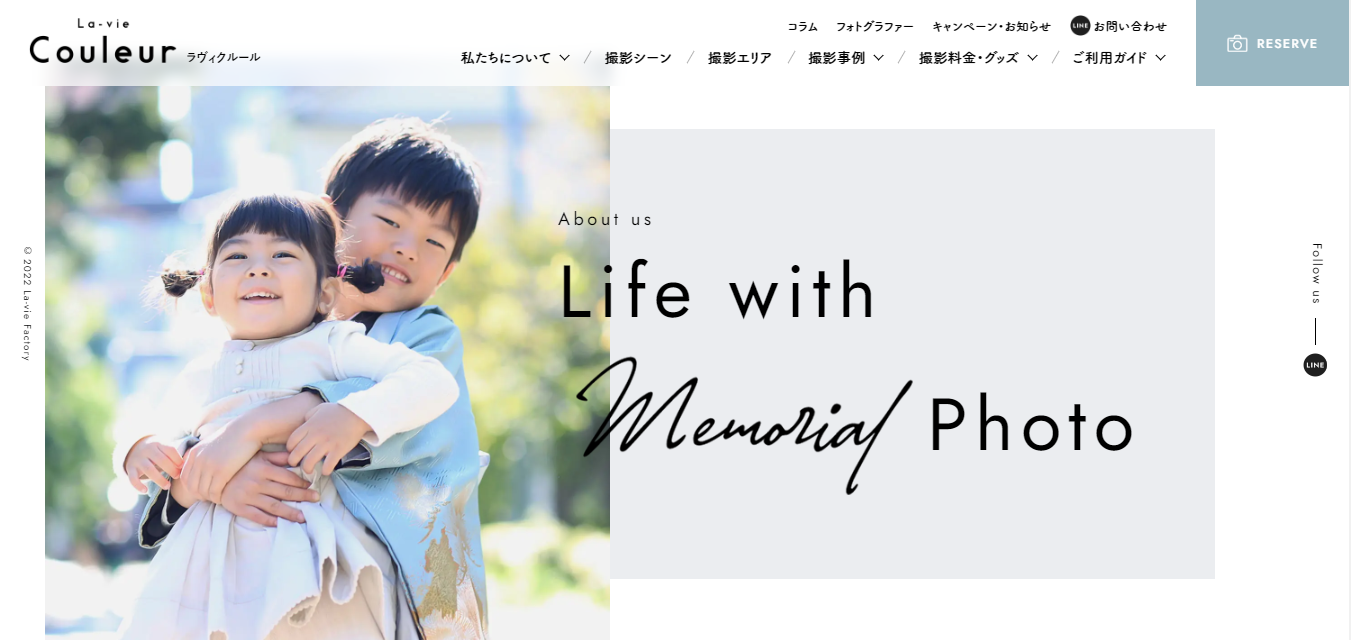 La-vie
Couleur ラヴィクルール
コラム フォトグラファー キャンペーン・お知らせ LINE お問い合わせ
私たちについて / 撮影シーン / 撮影エリア / 撮影事例 / 撮影料金・グッズ / ご利用ガイド
RESERVE
About us
Life with
Memorial Photo
© 2022 La-vie Factory
Follow us
LINE